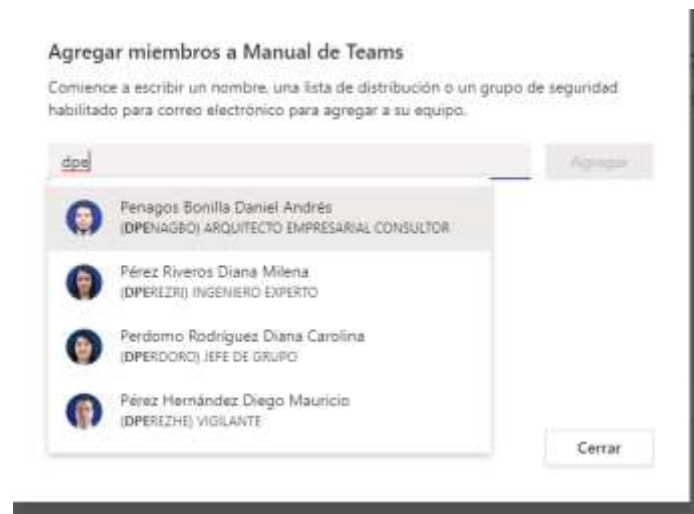 Agregar miembros a Manual de Teams
Comience a escribir un nombre, una lista de distribución o un grupo de seguridad
habilitado para correo electrónico para agregar a su equipo.
dpe
Agregar
Penagos Bonilla Daniel Andrés
(DPENAGBO) ARQUITECTO EMPRESARIAL CONSULTOR
Pérez Riveros Diana Milena
(DPEREZRI) INGENIERO EXPERTO
Perdomo Rodríguez Diana Carolina
(DPERDORO) JEFE DE GRUPO
Pérez Hernández Diego Mauricio
(DPEREZHE) VIGILANTE
Cerrar